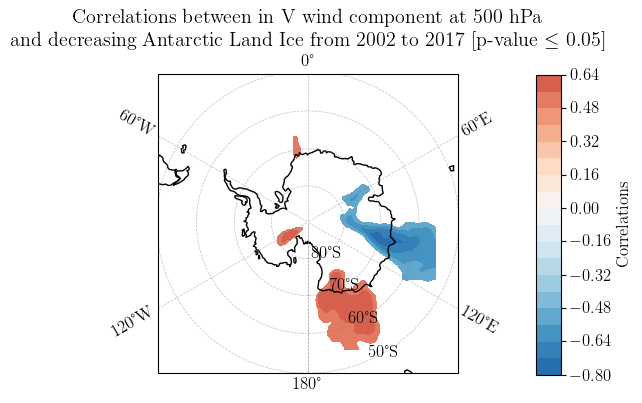 Correlations between in V wind component at 500 hPa
and decreasing Antarctic Land Ice from 2002 to 2017 [p-value ≤ 0.05]
0°
60°W
60°E
120°W
120°E
180°
80°S
70°S
60°S
50°S
0.64
0.48
0.32
0.16
0.00
−0.16
−0.32
−0.48
−0.64
−0.80
Correlations